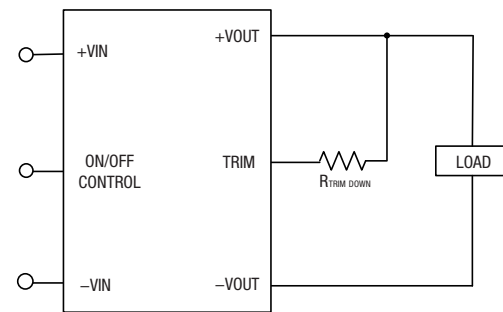 +VIN
+VOUT
ON/OFF
CONTROL
TRIM
RTRIM DOWN
LOAD
−VIN
−VOUT